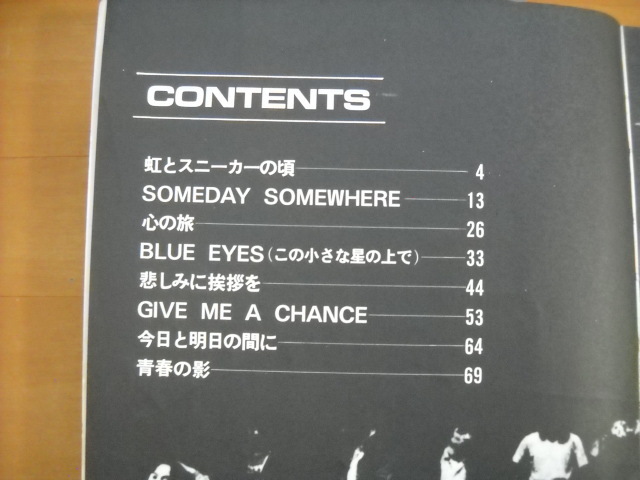 CONTENTS
虹とスニーカーの頃 4
SOMEDAY SOMEWHERE 13
心の旅 26
BLUE EYES(この小さな星の上で) 33
悲しみに挨拶を 44
GIVE ME A CHANCE 53
今日と明日の間に 64
青春の影 69